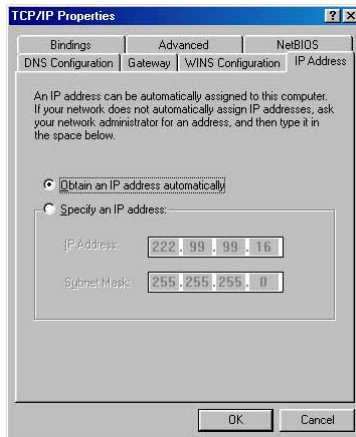 TCP/IP Properties
Bindings Advanced NetBIOS
DNS Configuration Gateway WINS Configuration IP Address
An IP address can be automatically assigned to this computer.
If your network does not automatically assign IP addresses, ask
your network administrator for an address, and then type it in
the space below.
Obtain an IP address automatically
Specify an IP address:
IP Address: 222 . 99 . 99 . 16
Subnet Mask: 255 . 255 . 255 . 0
OK Cancel